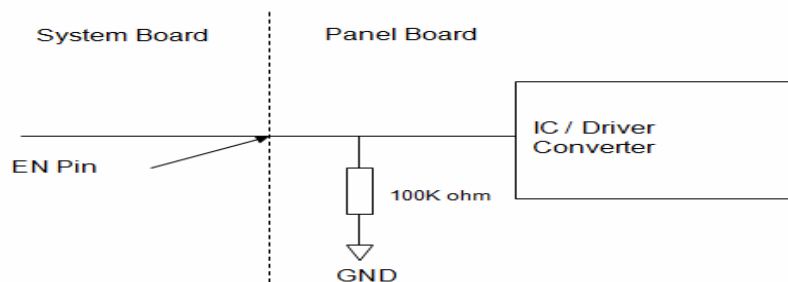 System Board
Panel Board
IC / Driver
Converter
EN Pin
100K ohm
GND